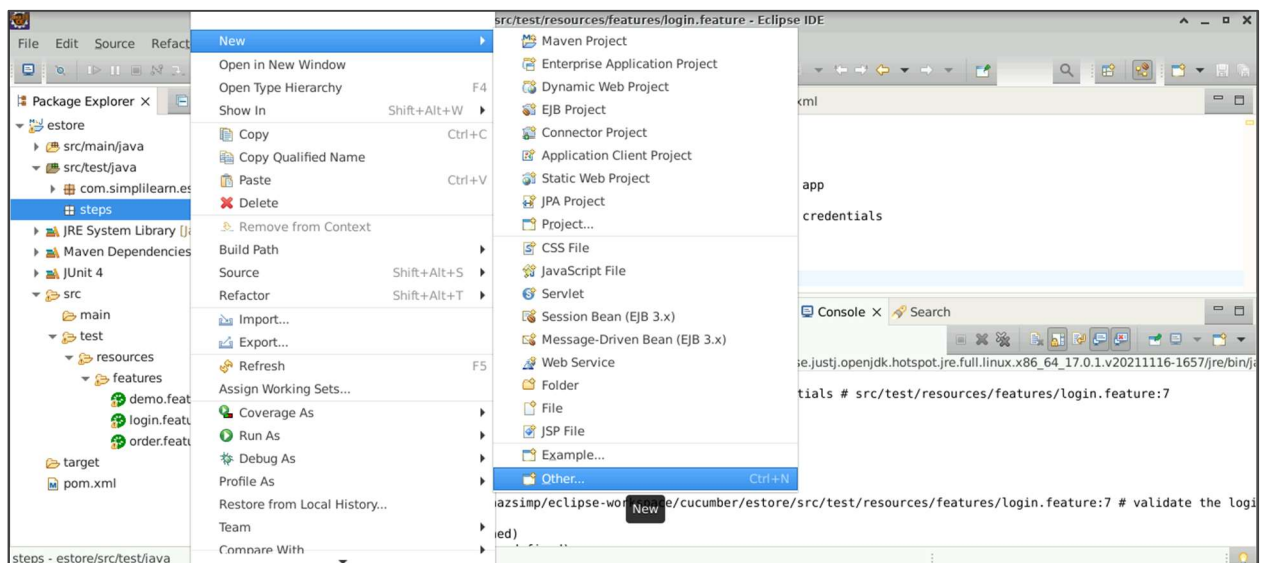 src/test/resources/features/login.feature - Eclipse IDE
File Edit Source Refact
Package Explorer
estore
src/main/java
src/test/java
com.simplilearn.es
steps
JRE System Library [Ja
Maven Dependencies
JUnit 4
src
main
test
resources
features
demo.feat
login.featu
order.featu
target
pom.xml
New
Open in New Window
Open Type Hierarchy F4
Show In Shift+Alt+W
Copy Ctrl+C
Copy Qualified Name
Paste Ctrl+V
Delete
Remove from Context
Build Path
Source Shift+Alt+S
Refactor Shift+Alt+T
Import...
Export...
Refresh F5
Assign Working Sets...
Coverage As
Run As
Debug As
Profile As
Restore from Local History...
Team
Compare With
Maven Project
Enterprise Application Project
Dynamic Web Project
EJB Project
Connector Project
Application Client Project
Static Web Project
JPA Project
Project...
CSS File
JavaScript File
Servlet
Session Bean (EJB 3.x)
Message-Driven Bean (EJB 3.x)
Web Service
Folder
File
JSP File
Example...
Other... Ctrl+N
New
xml
app
credentials
Console Search
se.justj.openjdk.hotspot.jre.full.linux.x86_64_17.0.1.v20211116-1657/jre/bin/ja
tials # src/test/resources/features/login.feature:7
nazsimp/eclipse-workspace/cucumber/estore/src/test/resources/features/login.feature:7 # validate the logi
ned)
steps - estore/src/test/java